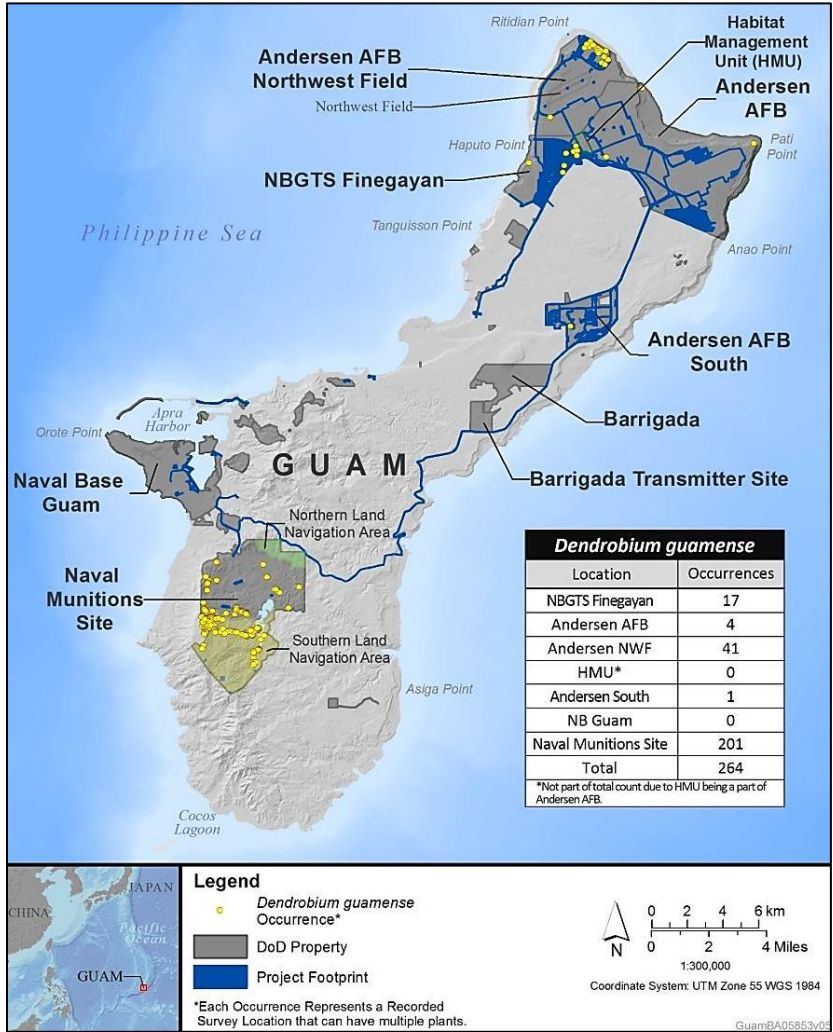 Ritidian Point
Habitat
Management
Unit (HMU)
Andersen AFB
Northwest Field
Northwest Field
Andersen
AFB
Haputo Point
Pati
Point
NBGTS Finegayan
Tanguisson Point
Philippine Sea
Anao Point
Andersen AFB
South
Apra
Harbor
Orote Point
Barrigada
GUAM
Naval Base
Guam
Barrigada Transmitter Site
Northern Land
Navigation Area
Naval
Munitions
Site
Southern Land
Navigation Area
Asiga Point
Cocos
Lagoon
Dendrobium guamense
Location Occurrences
NBGTS Finegayan 17
Andersen AFB 4
Andersen NWF 41
HMU* 0
Andersen South 1
NB Guam 0
Naval Munitions Site 201
Total 264
*Not part of total count due to HMU being a part of
Andersen AFB.
CHINA
JAPAN
Pacific
Ocean
GUAM
Legend
Dendrobium guamense
Occurrence*
DoD Property
Project Footprint
*Each Occurrence Represents a Recorded
Survey Location that can have multiple plants.
N
0 2 4 6 km
0 2 4 Miles
1:300,000
Coordinate System: UTM Zone 55 WGS 1984
GuamBA05853v05